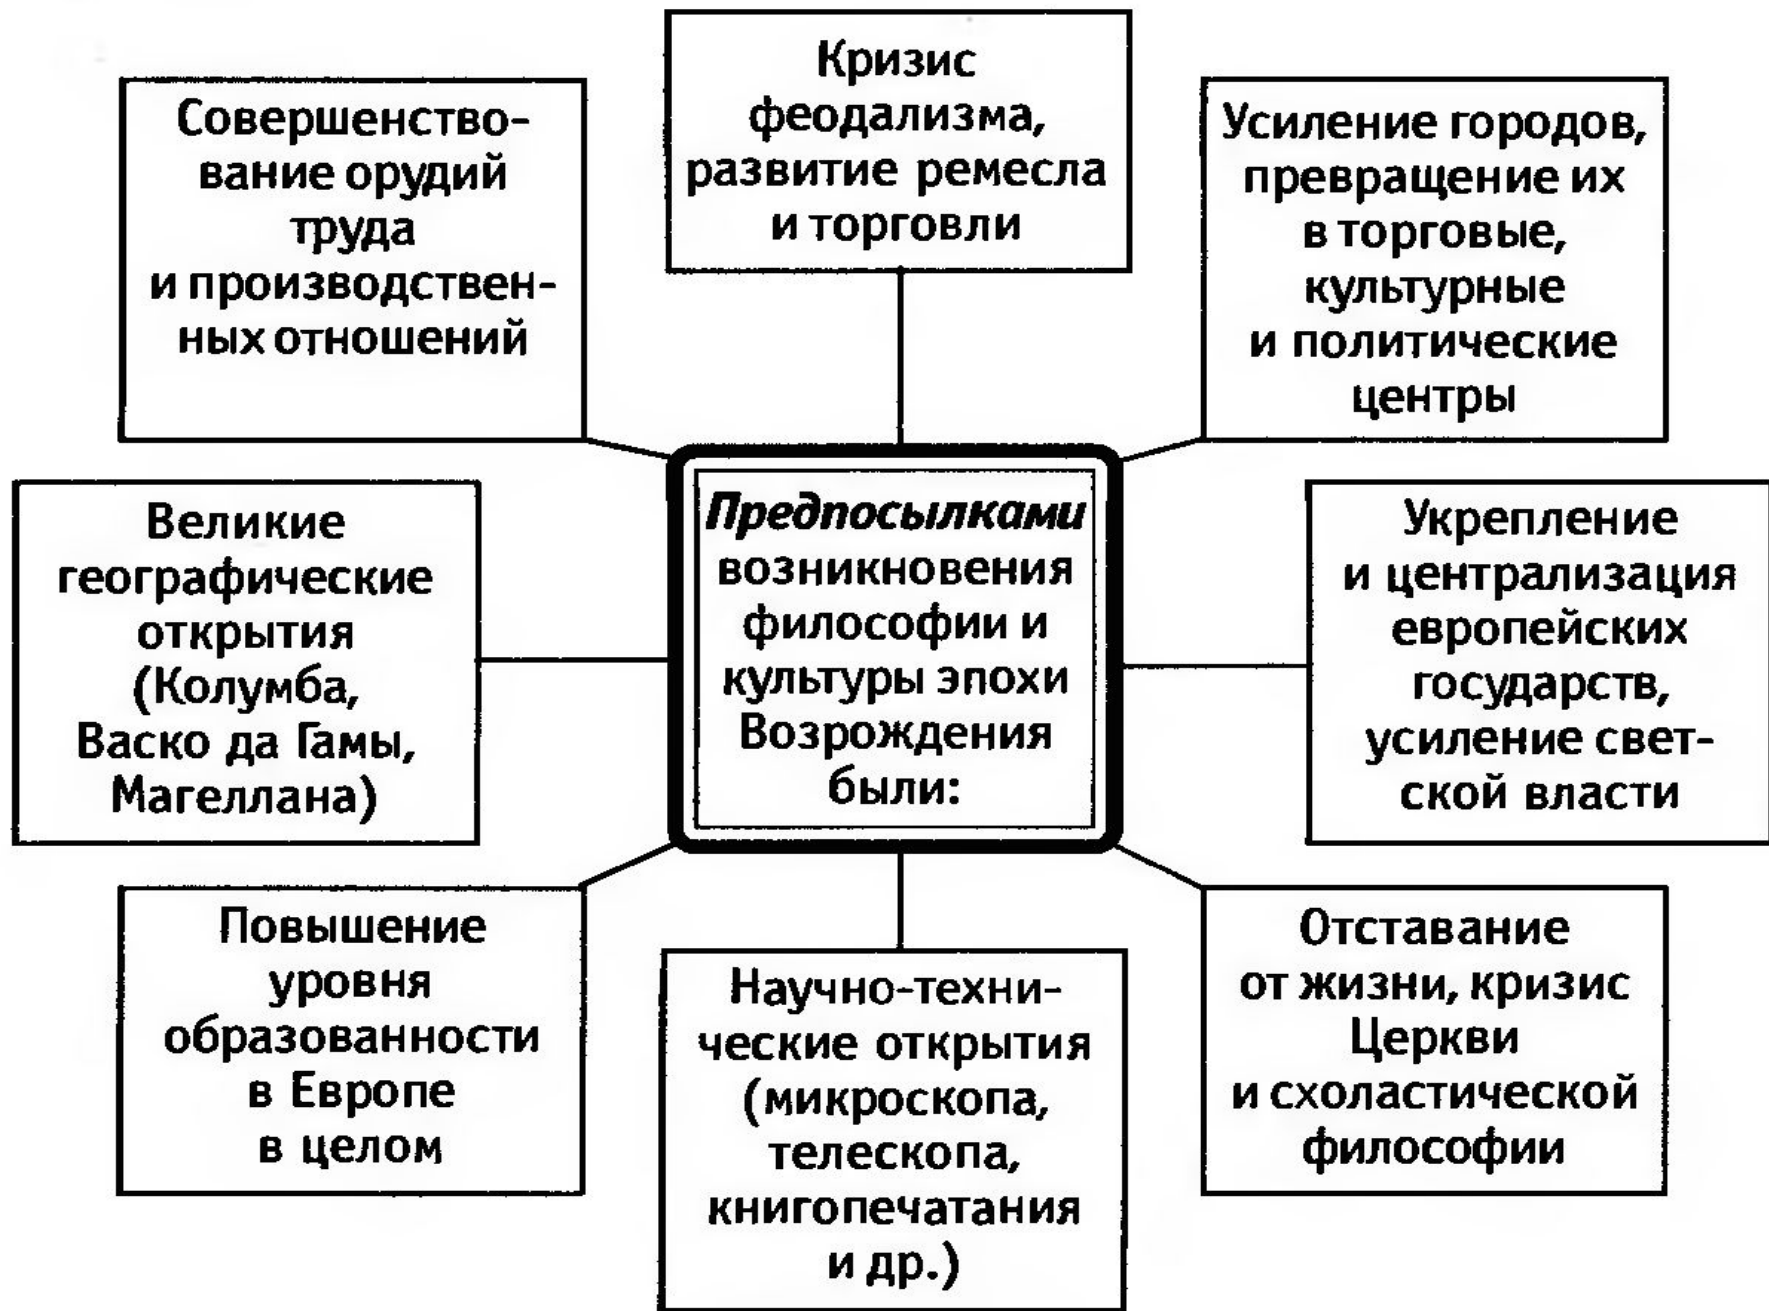 Кризис
феодализма,
развитие ремесла
и торговли
Совершенство-
вание орудий
труда
и производствен-
ных отношений
Усиление городов,
превращение их
в торговые,
культурные
и политические
центры
Великие
географические
открытия
(Колумба,
Васко да Гамы,
Магеллана)
Предпосылками
возникновения
философии и
культуры эпохи
Возрождения
были:
Укрепление
и централизация
европейских
государств,
усиление свет-
ской власти
Повышение
уровня
образованности
в Европе
в целом
Научно-техни-
ческие открытия
(микроскопа,
телескопа,
книгопечатания
и др.)
Отставание
от жизни, кризис
Церкви
и схоластической
философии